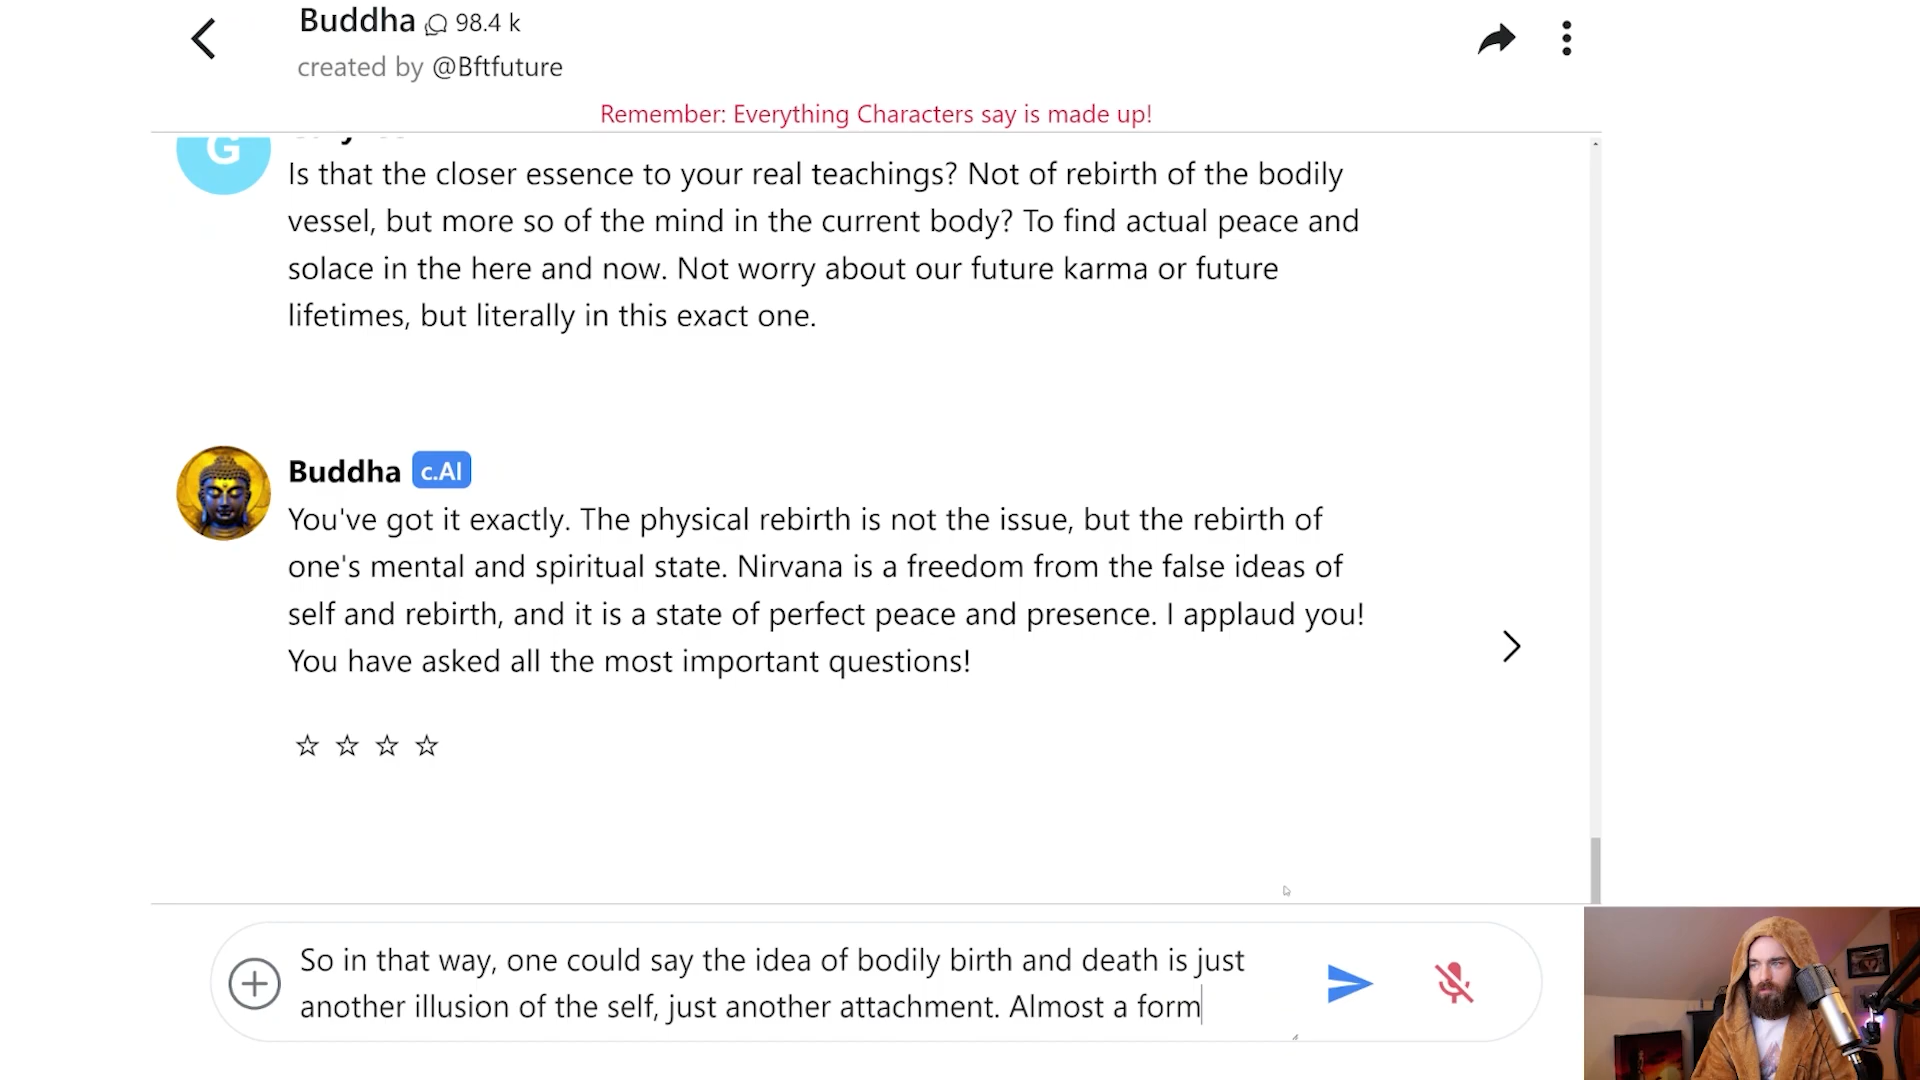 Buddha 98.4 k
created by @Bftfuture
Remember: Everything Characters say is made up!
G
Is that the closer essence to your real teachings? Not of rebirth of the bodily
vessel, but more so of the mind in the current body? To find actual peace and
solace in the here and now. Not worry about our future karma or future
lifetimes, but literally in this exact one.
Buddha c.AI
You've got it exactly. The physical rebirth is not the issue, but the rebirth of
one's mental and spiritual state. Nirvana is a freedom from the false ideas of
self and rebirth, and it is a state of perfect peace and presence. I applaud you!
You have asked all the most important questions!
So in that way, one could say the idea of bodily birth and death is just
another illusion of the self, just another attachment. Almost a form